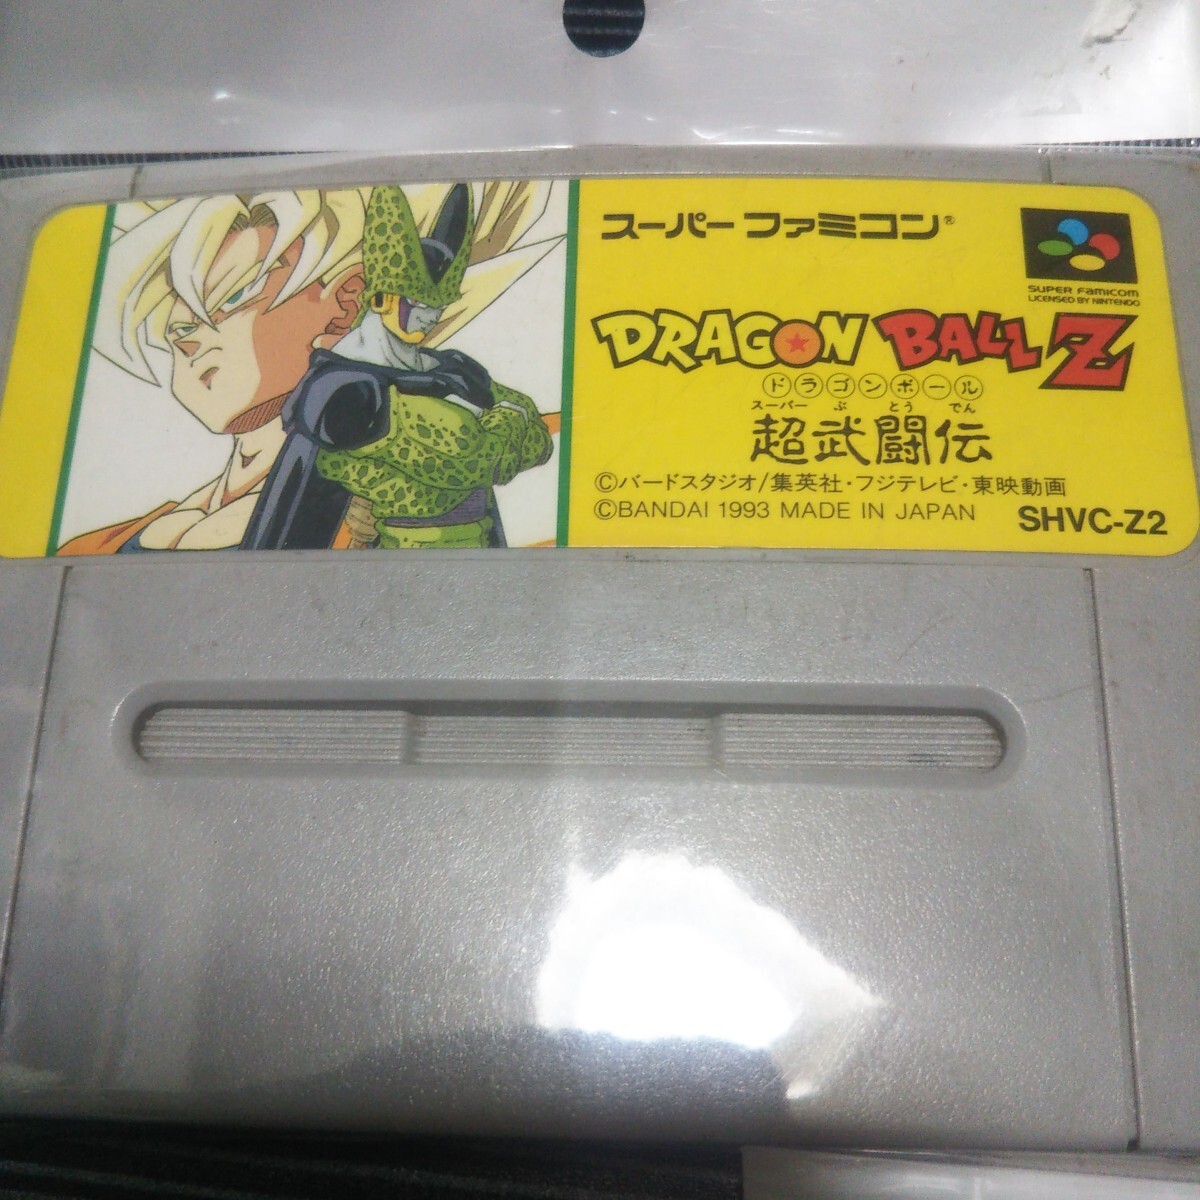 スーパーファミコン®
SUPER FAMICOM
LICENSED BY NINTENDO
DRAGON BALL Z
ドラゴンボール
スーパー ぶ とう でん
超武闘伝
©バードスタジオ/集英社・フジテレビ・東映動画
©BANDAI 1993 MADE IN JAPAN
SHVC-Z2